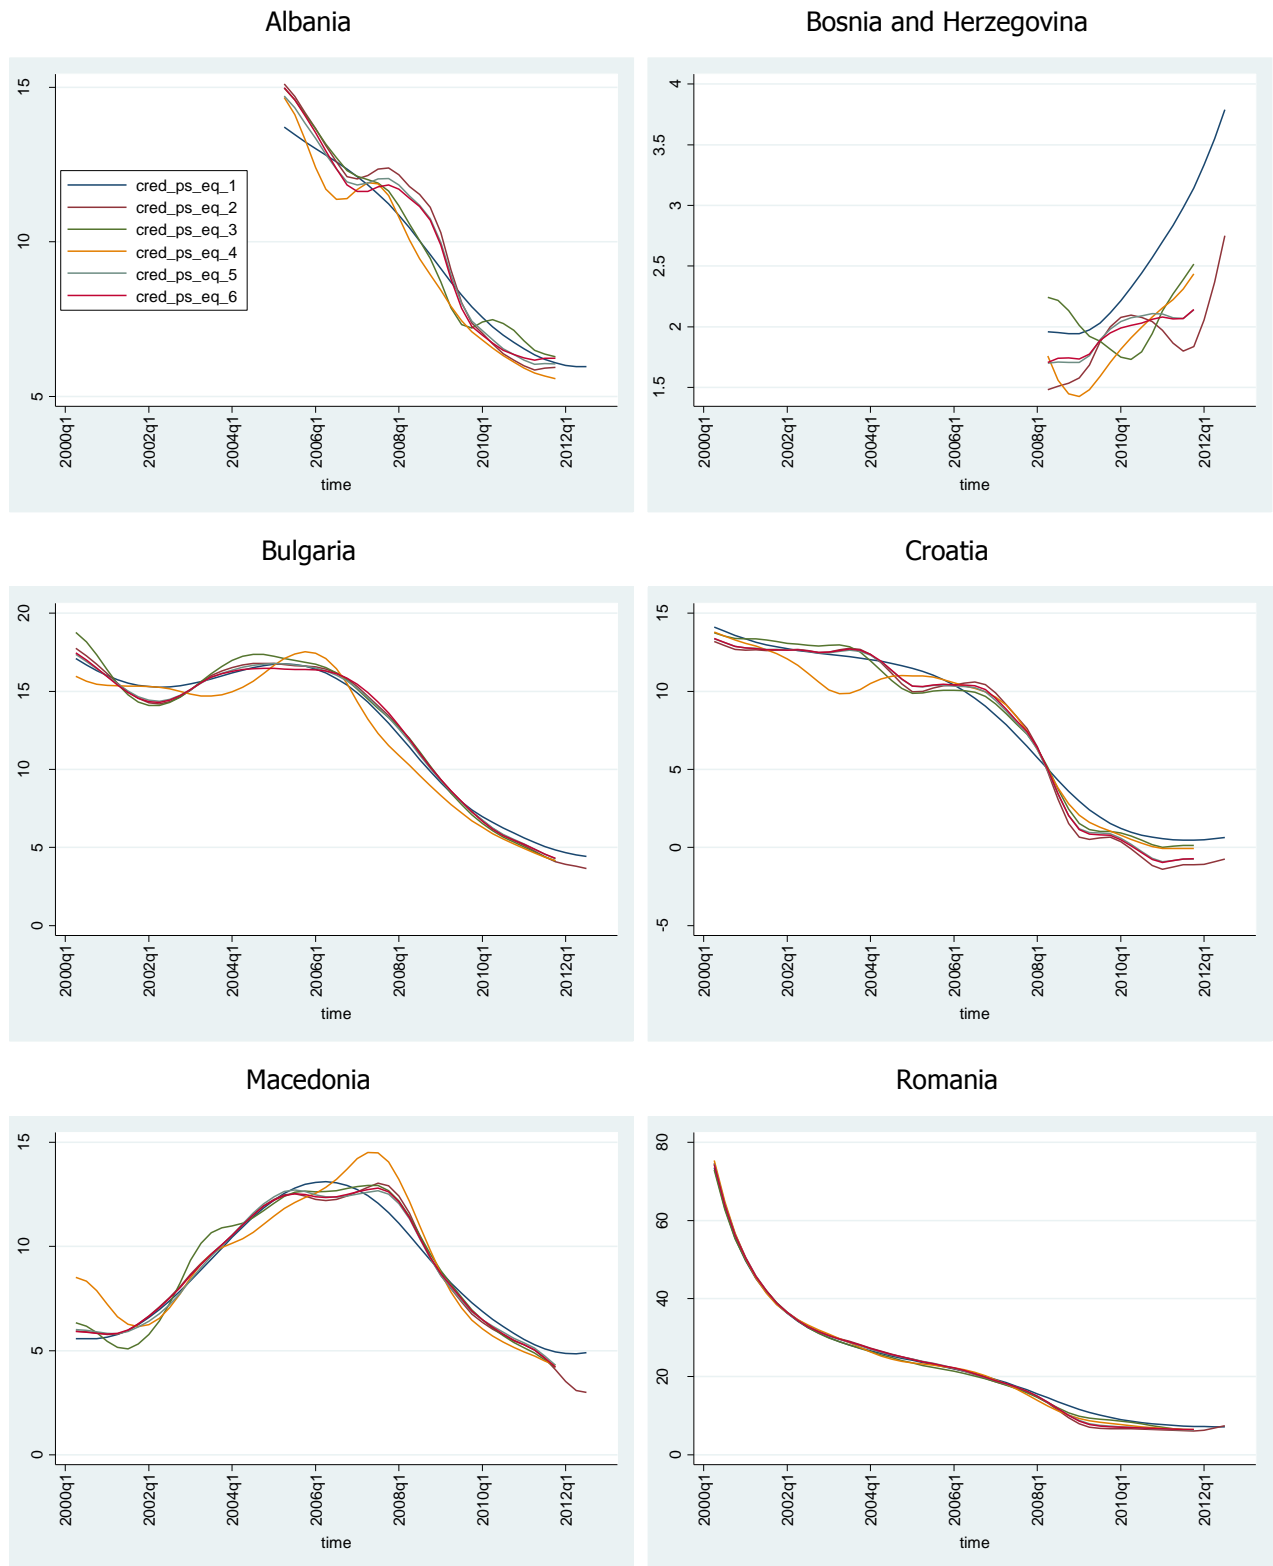 Albania
15
10
5
cred_ps_eq_1
cred_ps_eq_2
cred_ps_eq_3
cred_ps_eq_4
cred_ps_eq_5
cred_ps_eq_6
2000q1 2002q1 2004q1 2006q1 2008q1 2010q1 2012q1
time
Bosnia and Herzegovina
4
3.5
3
2.5
2
1.5
2000q1 2002q1 2004q1 2006q1 2008q1 2010q1 2012q1
time
Bulgaria
20
15
10
5
0
2000q1 2002q1 2004q1 2006q1 2008q1 2010q1 2012q1
time
Croatia
15
10
5
0
-5
2000q1 2002q1 2004q1 2006q1 2008q1 2010q1 2012q1
time
Macedonia
15
10
5
0
2000q1 2002q1 2004q1 2006q1 2008q1 2010q1 2012q1
time
Romania
80
60
40
20
0
2000q1 2002q1 2004q1 2006q1 2008q1 2010q1 2012q1
time